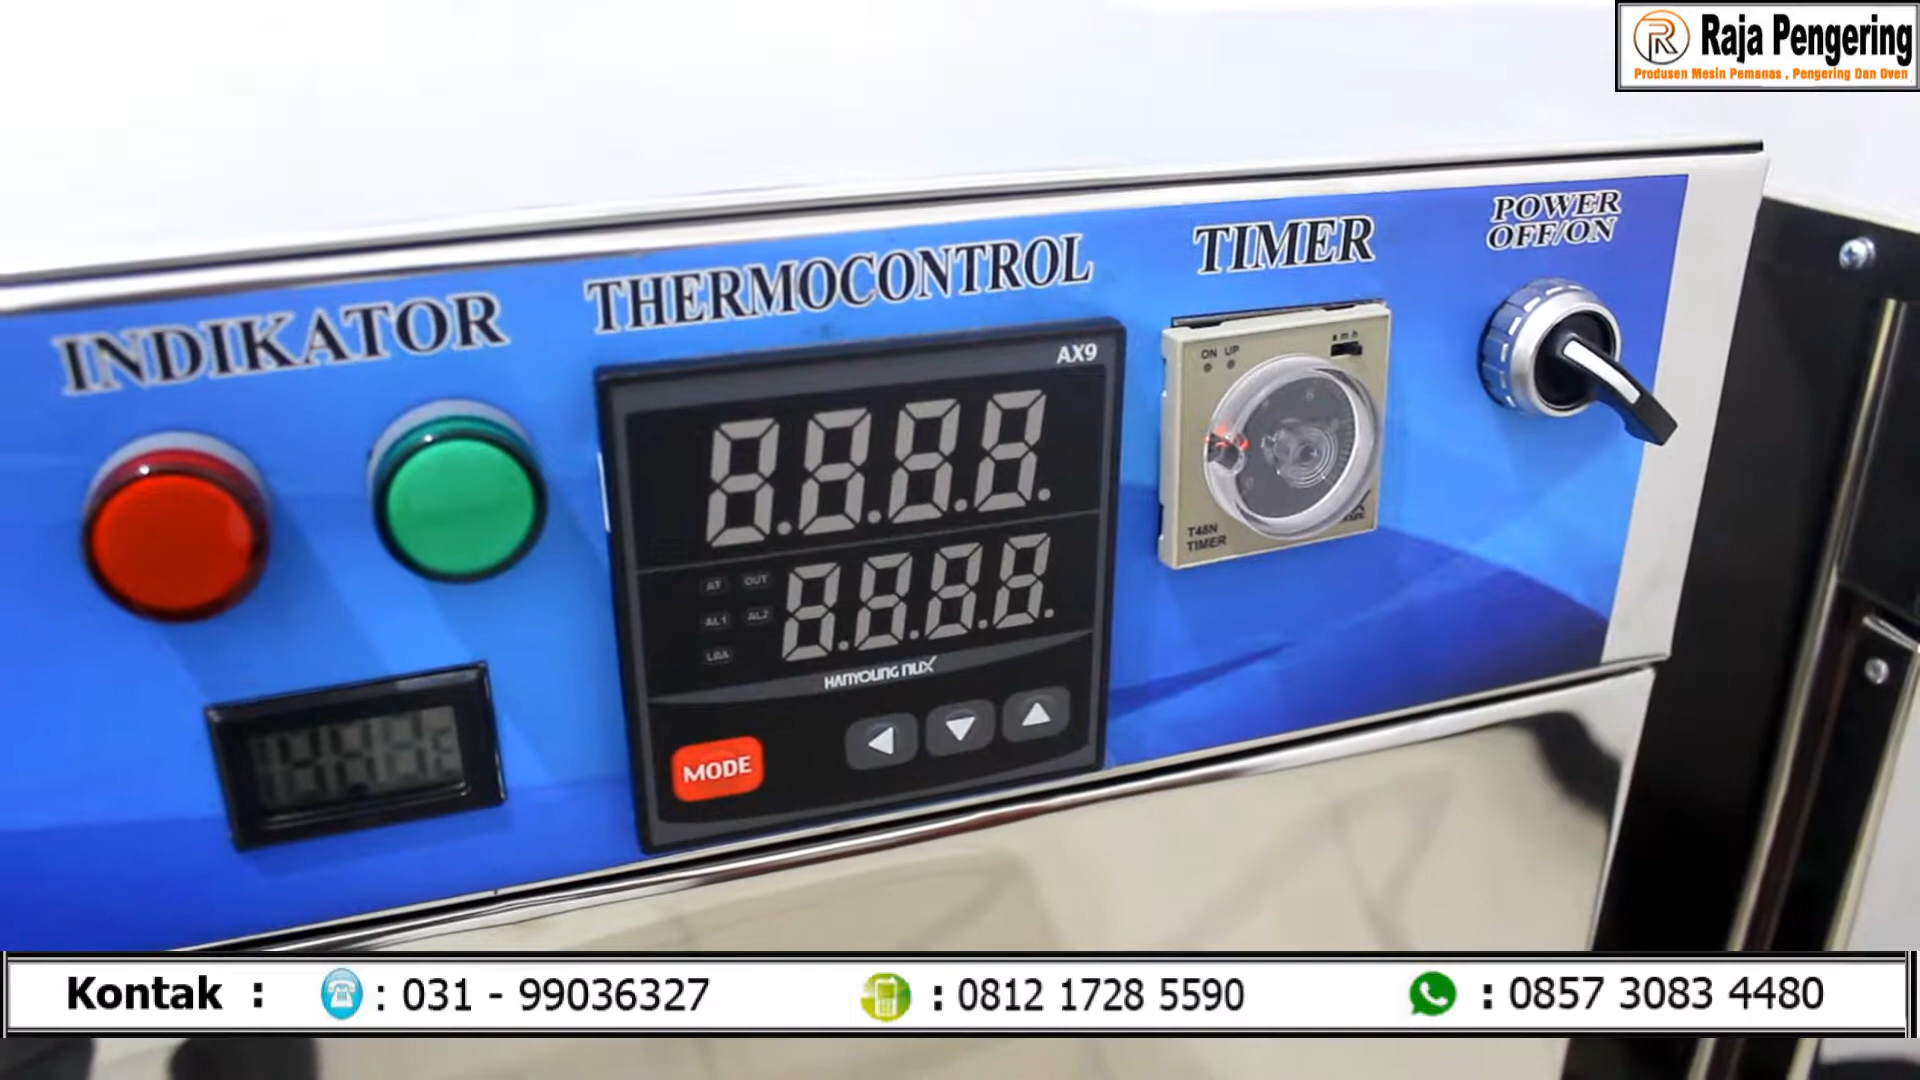 Raja Pengering
Produsen Mesin Pemanas , Pengering Dan Oven
POWER
OFF/ON
TIMER
THERMOCONTROL
INDIKATOR
AX9
8.8.8.8.
8.8.8.8.
AT OUT
AL1 AL2
LBA
HANYOUNG NUX
MODE
ON UP
s m h
T48N
TIMER
Kontak : : 031 - 99036327 : 0812 1728 5590 : 0857 3083 4480